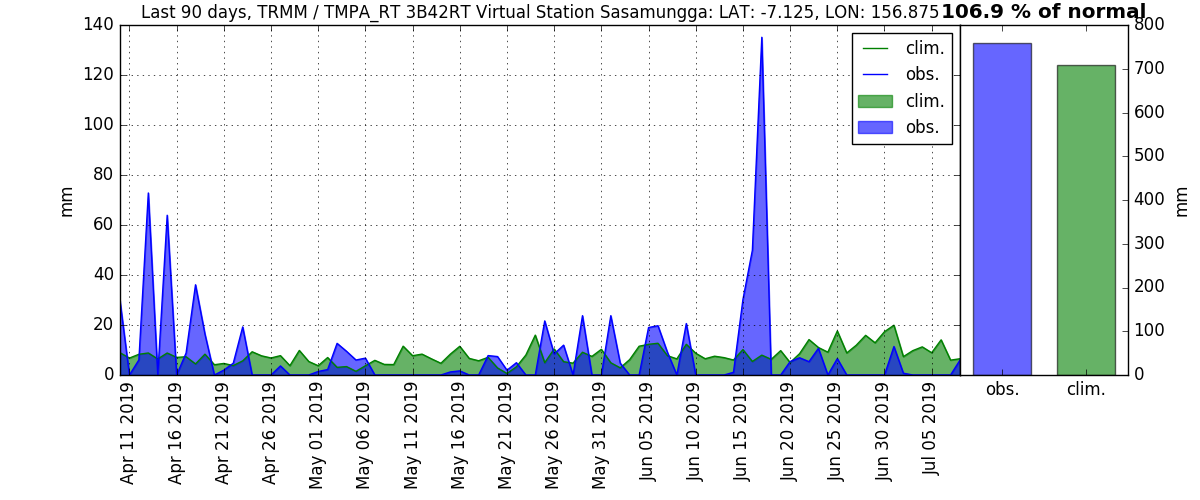 Last 90 days, TRMM / TMPA_RT 3B42RT Virtual Station Sasamungga: LAT: -7.125, LON: 156.875
106.9 % of normal
mm
140
120
100
80
60
40
20
0
clim.
obs.
clim.
obs.
800
700
600
500
400
300
200
100
0
mm
Apr 11 2019
Apr 16 2019
Apr 21 2019
Apr 26 2019
May 01 2019
May 06 2019
May 11 2019
May 16 2019
May 21 2019
May 26 2019
May 31 2019
Jun 05 2019
Jun 10 2019
Jun 15 2019
Jun 20 2019
Jun 25 2019
Jun 30 2019
Jul 05 2019
obs.
clim.